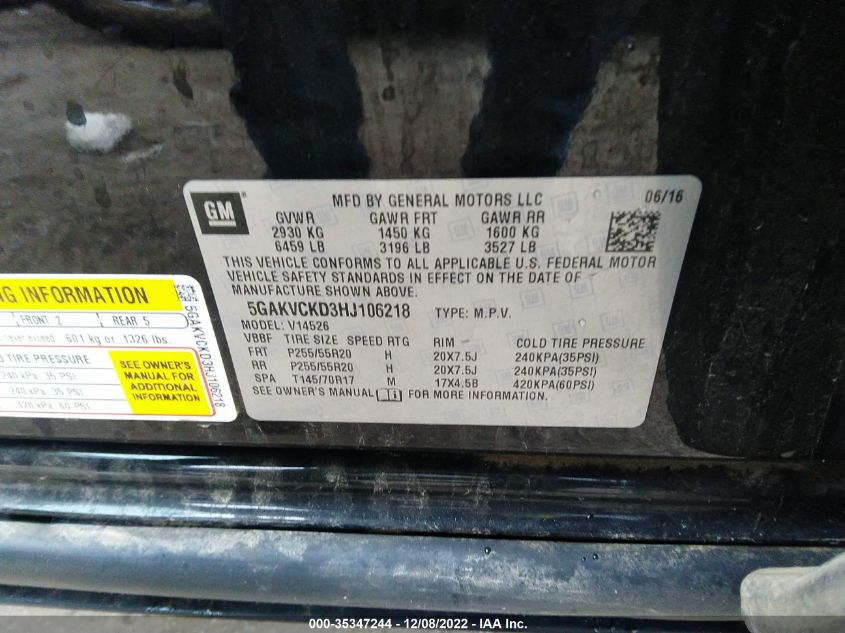 GM
MFD BY GENERAL MOTORS LLC 06/16
GVWR GAWR FRT GAWR RR
2930 KG 1450 KG 1600 KG
6459 LB 3196 LB 3527 LB
THIS VEHICLE CONFORMS TO ALL APPLICABLE U.S. FEDERAL MOTOR
VEHICLE SAFETY STANDARDS IN EFFECT ON THE DATE OF
MANUFACTURE SHOWN ABOVE.
5GAKVCKD3HJ106218 TYPE: M.P.V.
MODEL: V14526
VBBF TIRE SIZE SPEED RTG RIM COLD TIRE PRESSURE
FRT P255/55R20 H 20X7.5J 240KPA(35PSI)
RR P255/55R20 H 20X7.5J 240KPA(35PSI)
SPA T145/70R17 M 17X4.5B 420KPA(60PSI)
SEE OWNER'S MANUAL FOR MORE INFORMATION.
NG INFORMATION
FRONT 2 REAR 5
never exceed 601 kg or 1326 lbs.
TIRE PRESSURE
240 kPa 35 PSI
240 kPa 35 PSI
420 kPa 60 PSI
SEE OWNER'S
MANUAL FOR
ADDITIONAL
INFORMATION
5GAKVCKD3HJ106218
000-35347244 - 12/08/2022 - IAA Inc.